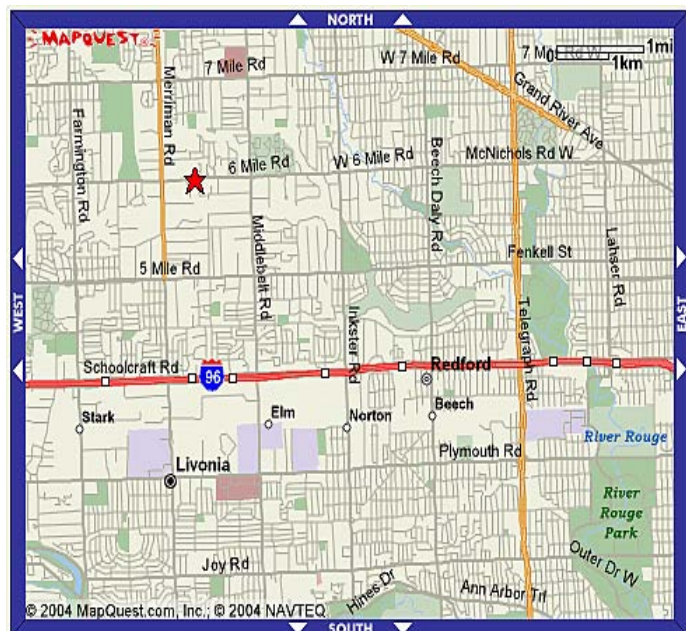 NORTH
MAPQUEST
7 Mile Rd
W 7 Mile Rd
7 M Rd W
0 1mi
1km
Merriman Rd
Farmington Rd
Grand River Ave
6 Mile Rd
W 6 Mile Rd
McNichols Rd W
Beech Daly Rd
Middlebelt Rd
Fenkell St
Lahser Rd
5 Mile Rd
WEST
EAST
Inkster Rd
Telegraph Rd
Schoolcraft Rd
96
Redford
Stark
Elm
Norton
Beech
River Rouge
Plymouth Rd
Livonia
River
Rouge
Park
Joy Rd
Outer Dr W
Hines Dr
Ann Arbor Trl
© 2004 MapQuest.com, Inc.; © 2004 NAVTEQ
SOUTH